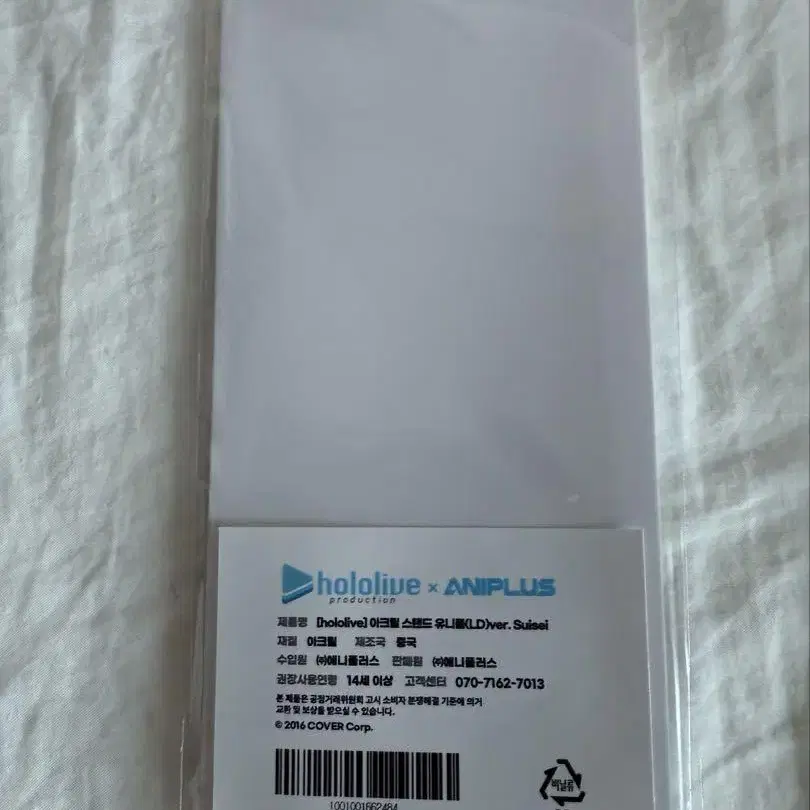 hololive production × ANIPLUS
제품명 [hololive] 아크릴 스탠드 유니폼(LD)ver. Suisei
재질 아크릴 제조국 중국
수입원 ㈜애니플러스 판매원 ㈜애니플러스
권장사용연령 14세 이상 고객센터 070-7162-7013
본 제품은 공정거래위원회 고시 소비자 분쟁해결 기준에 의거
교환 및 보상을 받으실 수 있습니다.
© 2016 COVER Corp.
1001001662484